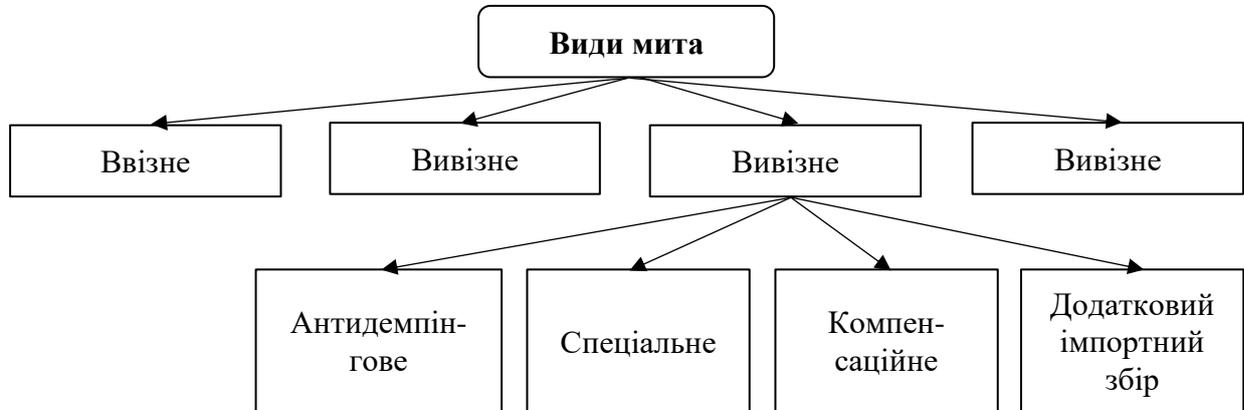 Види мита
Ввізне
Вивізне
Вивізне
Вивізне
Антидемпін-
гове
Спеціальне
Компен-
саційне
Додатковий
імпортний
збір